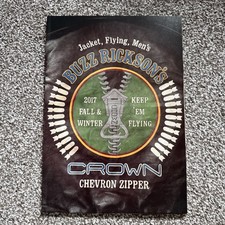 Jacket, Flying, Men's
BUZZ RICKSON'S
2017
FALL &
WINTER
KEEP
'EM
FLYING
CROWN
CHEVRON ZIPPER